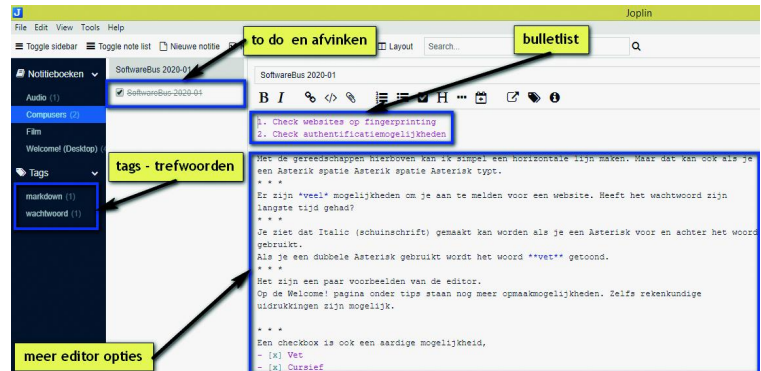 Joplin
File Edit View Tools Help
Toggle sidebar Toggle note list Nieuwe notitie Layout Search...
to do en afvinken
bulletlist
Notitieboeken
Audio (1)
Compusers (2)
Film
Welcome! (Desktop)
Tags
markdown (1)
wachtwoord (1)
SoftwareBus 2020-01
SoftwareBus 2020-01
tags - trefwoorden
meer editor opties
SoftwareBus 2020-01
B I H
1. Check websites op fingerprinting
2. Check authentificatiemogelijkheden
Met de gereedschappen hierboven kan ik simpel een horizontale lijn maken. Maar dat kan ook als je
een Asterik spatie Asterik spatie Asterisk typt.
* * *
Er zijn *veel* mogelijkheden om je aan te melden voor een website. Heeft het wachtwoord zijn
langste tijd gehad?
* * *
Je ziet dat Italic (schuinschrift) gemaakt kan worden als je een Asterisk voor en achter het woord
gebruikt.
Als je een dubbele Asterisk gebruikt wordt het woord **vet** getoond.
* * *
Het zijn een paar voorbeelden van de editor.
Op de Welcome! pagina onder tips staan nog meer opmaakmogelijkheden. Zelfs rekenkundige
uidrukkingen zijn mogelijk.
* * *
Een checkbox is ook een aardige mogelijkheid,
- [x] Vet
- [x] Cursief